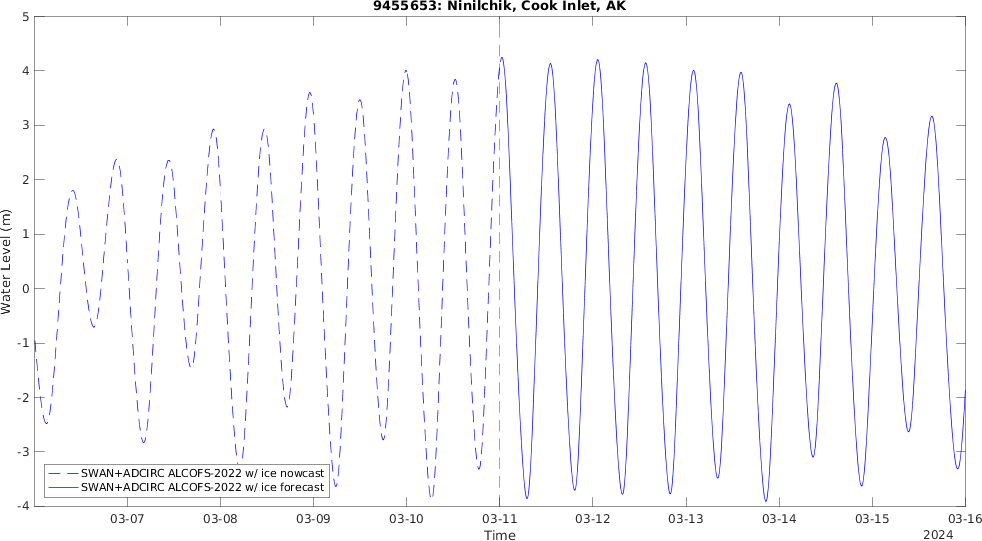 9455653: Ninilchik, Cook Inlet, AK
Water Level (m)
5
4
3
2
1
0
-1
-2
-3
-4
SWAN+ADCIRC ALCOFS-2022 w/ ice nowcast
SWAN+ADCIRC ALCOFS-2022 w/ ice forecast
03-07 03-08 03-09 03-10 03-11 03-12 03-13 03-14 03-15 03-16
Time
2024